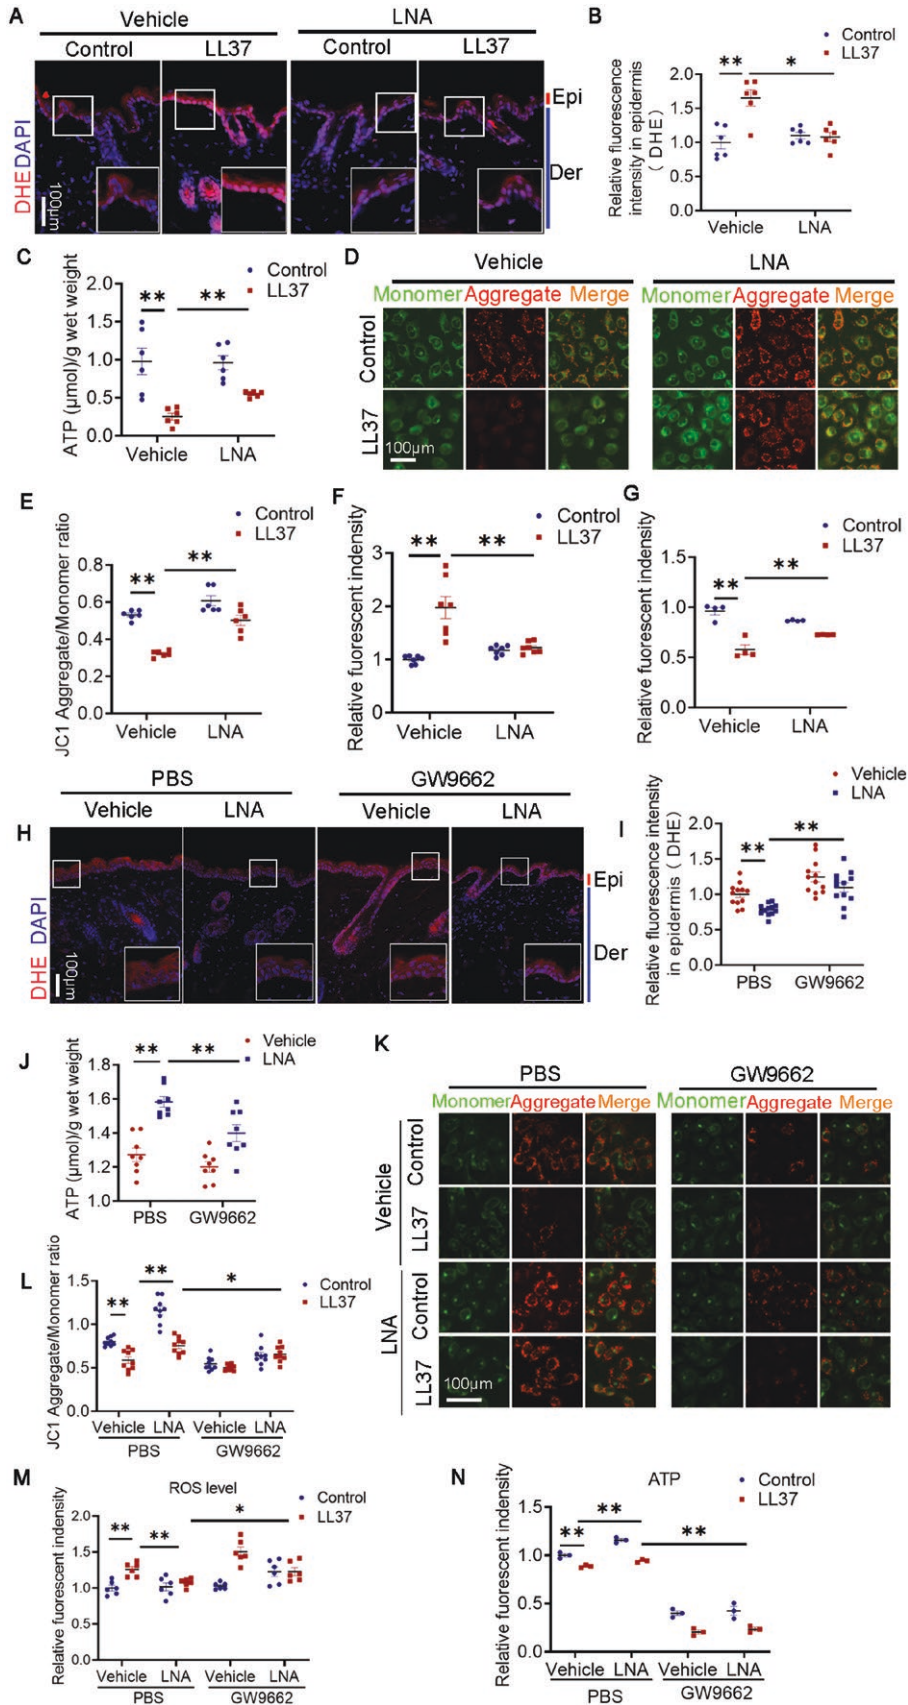 A
Vehicle
LNA
Control
LL37
Control
LL37
DHE DAPI
100μm
Epi
Der
B
Control
LL37
Relative fluorescence
intensity in epidermis
( DHE )
2.0
1.5
1.0
0.5
0.0
**
*
Vehicle
LNA
C
Control
LL37
ATP (μmol)/g wet weight
2.0
1.5
1.0
0.5
0.0
**
**
Vehicle
LNA
D
Vehicle
LNA
Monomer Aggregate Merge
Monomer Aggregate Merge
Control
LL37
100μm
E
Control
LL37
JC1 Aggregate/Monomer ratio
0.8
0.6
0.4
0.2
0.0
**
**
Vehicle
LNA
F
Control
LL37
Relative fluorescent indensity
3
2
1
0
**
**
Vehicle
LNA
G
Control
LL37
Relative fluorescent indensity
1.5
1.0
0.5
0.0
**
**
Vehicle
LNA
H
PBS
GW9662
Vehicle
LNA
Vehicle
LNA
DHE DAPI
100μm
Epi
Der
I
Vehicle
LNA
Relative fluorescence intensity
in epidermis ( DHE )
2.0
1.5
1.0
0.5
0.0
**
**
PBS
GW9662
J
Vehicle
LNA
ATP (μmol)/g wet weight
1.8
1.6
1.4
1.2
1.0
**
**
PBS
GW9662
K
PBS
GW9662
Monomer Aggregate Merge
Monomer Aggregate Merge
Vehicle
Control
LL37
LNA
Control
LL37
100μm
L
Control
LL37
JC1 Aggregate/Monomer ratio
1.5
1.0
0.5
0.0
**
**
*
Vehicle LNA
Vehicle LNA
PBS
GW9662
M
ROS level
Control
LL37
Relative fluorescent indensity
2.0
1.5
1.0
0.5
0.0
**
**
*
Vehicle LNA
Vehicle LNA
PBS
GW9662
N
ATP
Control
LL37
Relative fluorescent indensity
1.5
1.0
0.5
0.0
**
**
**
Vehicle LNA
Vehicle LNA
PBS
GW9662